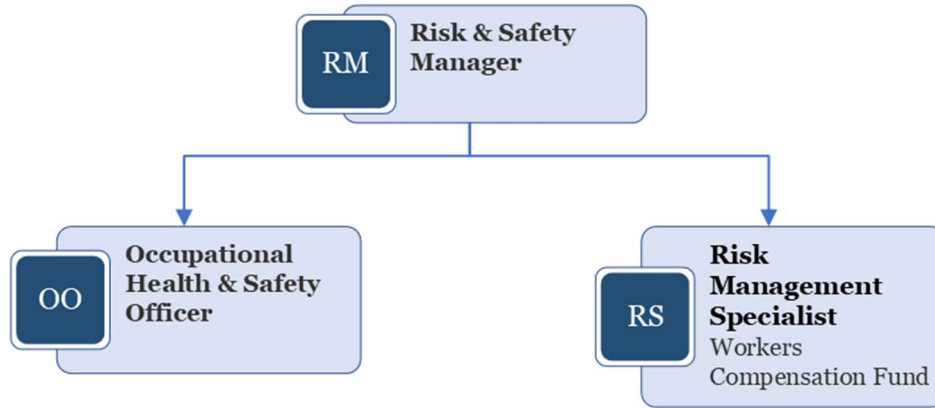 RM
Risk & Safety
Manager
OO
Occupational
Health & Safety
Officer
RS
Risk
Management
Specialist
Workers
Compensation Fund